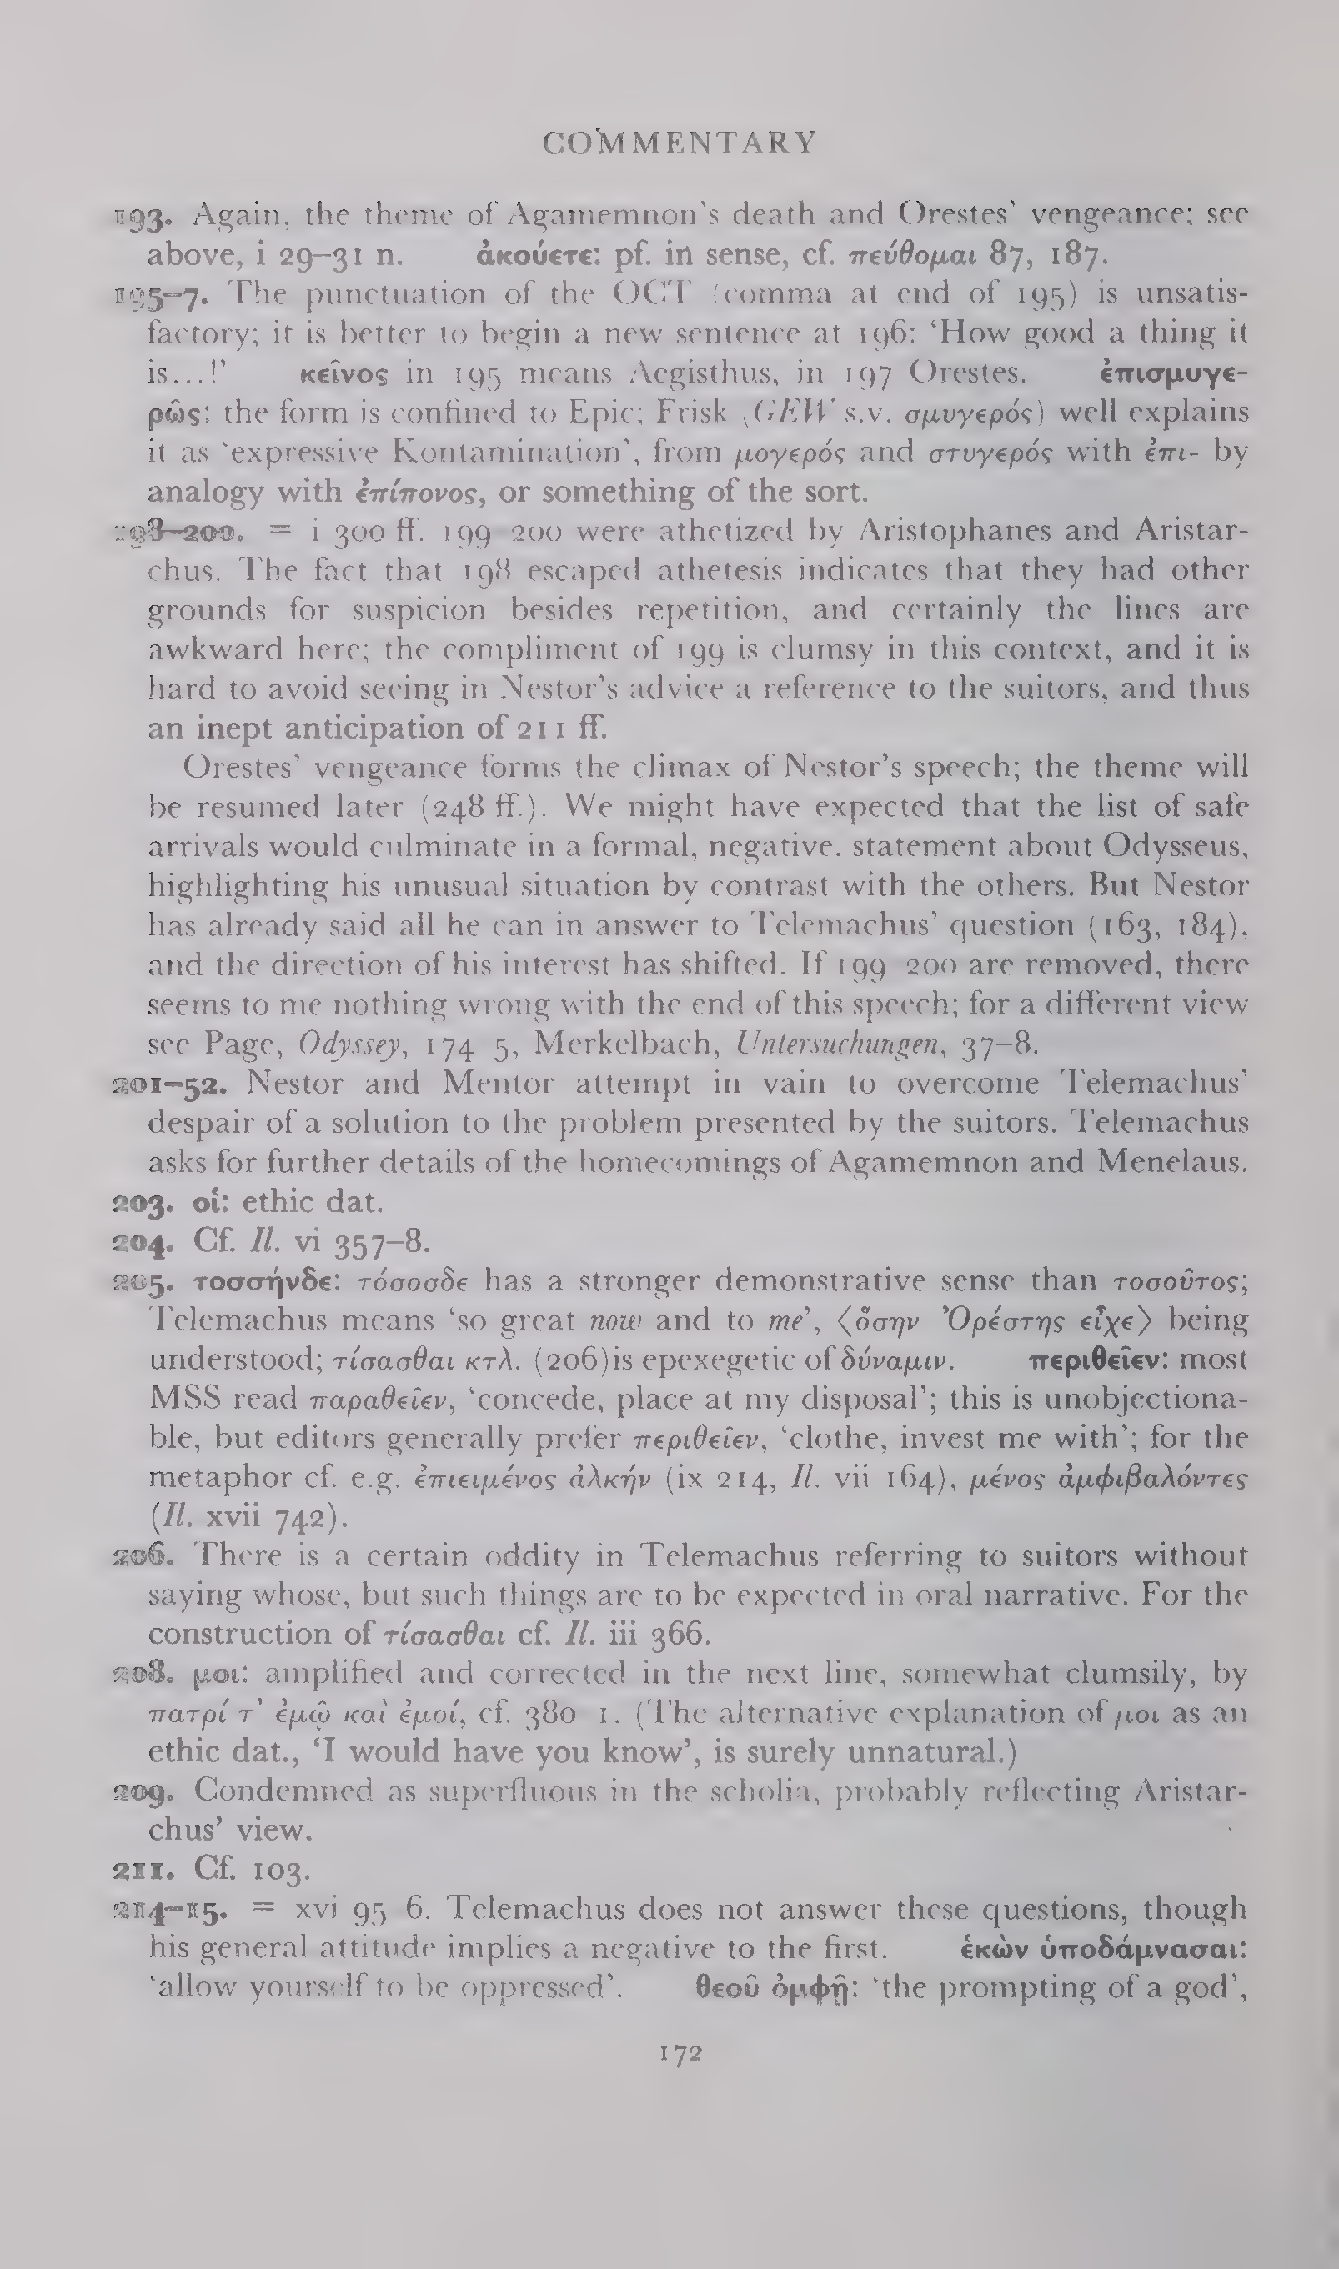 COMMENTARY
193. Again, the theme of Agamemnon's death and Orestes' vengeance; see
above, i 29–31 n. ἀκούετε: pf. in sense, cf. πεύθομαι 87, 187.
195–7. The punctuation of the OCT (comma at end of 195) is unsatis-
factory; it is better to begin a new sentence at 196: 'How good a thing it
is...!' κεῖνος in 195 means Aegisthus, in 197 Orestes. ἐπισμυγε-
ρῶς: the form is confined to Epic; Frisk (GEW s.v. σμυγερός) well explains
it as 'expressive Kontamination', from μογερός and στυγερός with ἐπι- by
analogy with ἐπίπονος, or something of the sort.
198–200. = i 300 ff. 199–200 were athetized by Aristophanes and Aristar-
chus. The fact that 198 escaped athetesis indicates that they had other
grounds for suspicion besides repetition, and certainly the lines are
awkward here; the compliment of 199 is clumsy in this context, and it is
hard to avoid seeing in Nestor's advice a reference to the suitors, and thus
an inept anticipation of 211 ff.
Orestes' vengeance forms the climax of Nestor's speech; the theme will
be resumed later (248 ff.). We might have expected that the list of safe
arrivals would culminate in a formal, negative. statement about Odysseus,
highlighting his unusual situation by contrast with the others. But Nestor
has already said all he can in answer to Telemachus' question (163, 184),
and the direction of his interest has shifted. If 199–200 are removed, there
seems to me nothing wrong with the end of this speech; for a different view
see Page, Odyssey, 174–5, Merkelbach, Untersuchungen, 37–8.
201–52. Nestor and Mentor attempt in vain to overcome Telemachus'
despair of a solution to the problem presented by the suitors. Telemachus
asks for further details of the homecomings of Agamemnon and Menelaus.
203. οἱ: ethic dat.
204. Cf. Il. vi 357–8.
205. τοσσήνδε: τόσοσδε has a stronger demonstrative sense than τοσοῦτος;
Telemachus means 'so great now and to me', ⟨ὅσην Ὀρέστης εἶχε⟩ being
understood; τίσασθαι κτλ. (206)is epexegetic of δύναμιν. περιθεῖεν: most
MSS read παραθεῖεν, 'concede, place at my disposal'; this is unobjectiona-
ble, but editors generally prefer περιθεῖεν, 'clothe, invest me with'; for the
metaphor cf. e.g. ἐπιειμένος ἀλκήν (ix 214, Il. vii 164), μένος ἀμφιβαλόντες
(Il. xvii 742).
206. There is a certain oddity in Telemachus referring to suitors without
saying whose, but such things are to be expected in oral narrative. For the
construction of τίσασθαι cf. Il. iii 366.
208. μοι: amplified and corrected in the next line, somewhat clumsily, by
πατρί τ' ἐμῷ καὶ ἐμοί, cf. 380–1. (The alternative explanation of μοι as an
ethic dat., 'I would have you know', is surely unnatural.)
209. Condemned as superfluous in the scholia, probably reflecting Aristar-
chus' view.
211. Cf. 103.
214–15. = xvi 95–6. Telemachus does not answer these questions, though
his general attitude implies a negative to the first. ἑκὼν ὑποδάμνασαι:
'allow yourself to be oppressed'. θεοῦ ὀμφῇ: 'the prompting of a god',
172